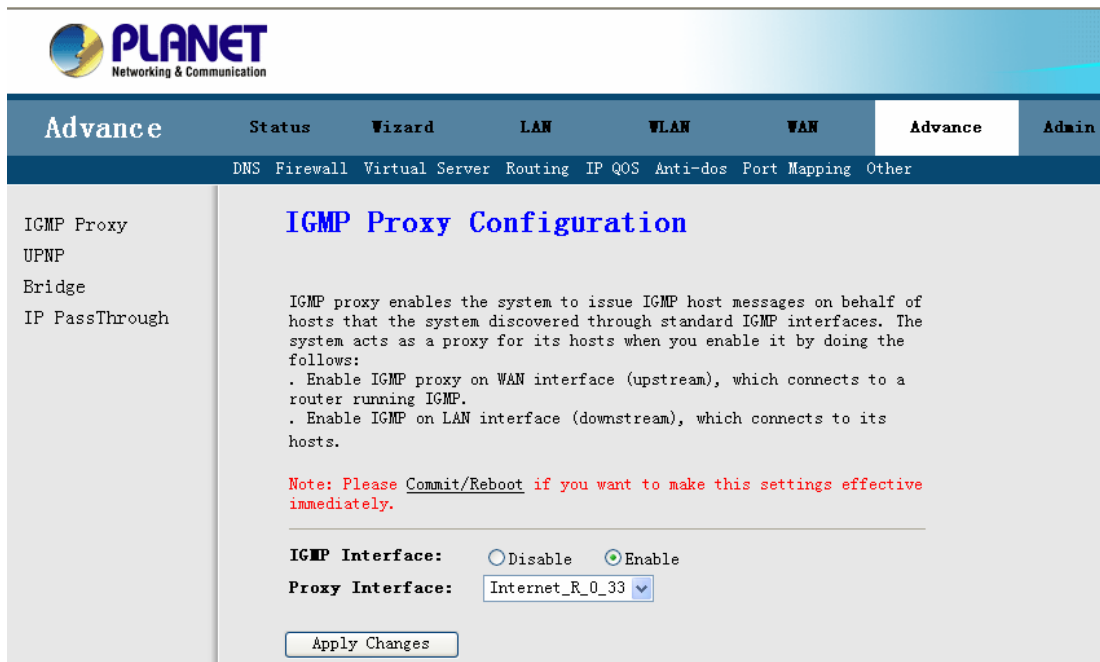 PLANET
Networking & Communication
Advance
Status Wizard LAN WLAN WAN Advance Admin
DNS Firewall Virtual Server Routing IP QOS Anti-dos Port Mapping Other
IGMP Proxy
UPNP
Bridge
IP PassThrough
IGMP Proxy Configuration
IGMP proxy enables the system to issue IGMP host messages on behalf of
hosts that the system discovered through standard IGMP interfaces. The
system acts as a proxy for its hosts when you enable it by doing the
follows:
. Enable IGMP proxy on WAN interface (upstream), which connects to a
router running IGMP.
. Enable IGMP on LAN interface (downstream), which connects to its
hosts.
Note: Please Commit/Reboot if you want to make this settings effective
immediately.
IGMP Interface: Disable Enable
Proxy Interface: Internet_R_0_33
Apply Changes